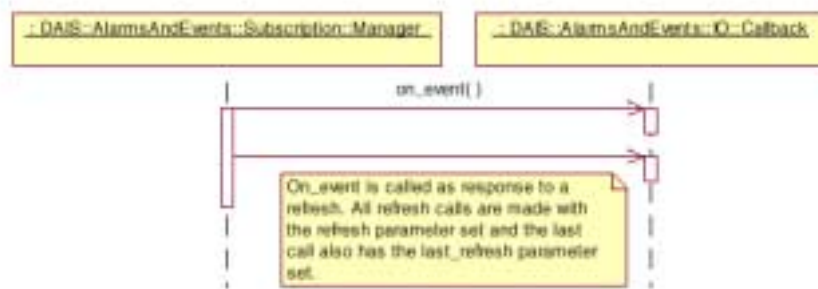 : DAIS::AlarmsAndEvents::Subscription::Manager
: DAIS::AlarmsAndEvents::IO::Callback
on_event( )
On_event is called as response to a
refresh. All refresh calls are made with
the refresh parameter set and the last
call also has the last_refresh parameter
set.